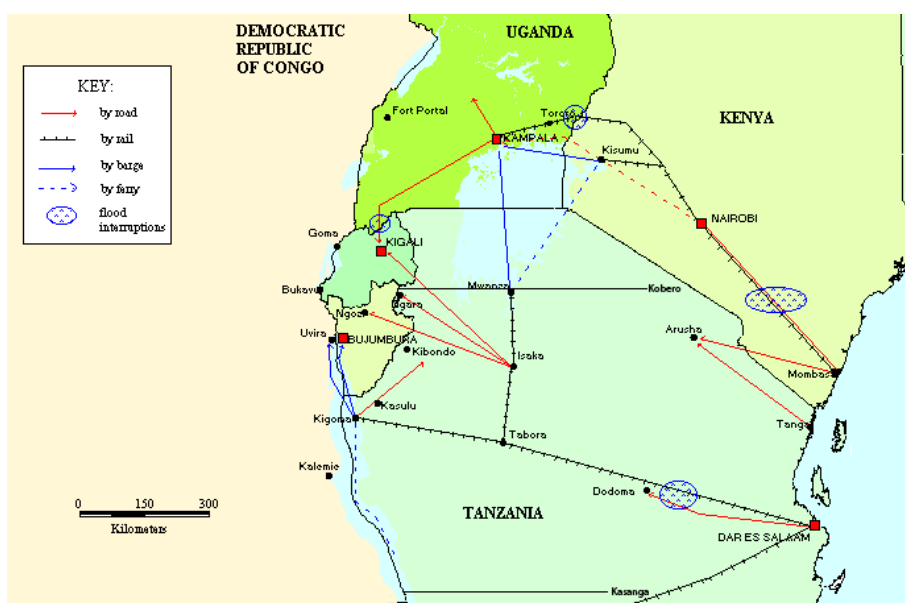 DEMOCRATIC
REPUBLIC
OF CONGO
UGANDA
KENYA
KEY:
by road
by rail
by barge
by ferry
flood
interruptions
Fort Portal
Tororo
KAMPALA
Kisumu
NAIROBI
Goma
KIGALI
Bukavu
Mwanza
Kobero
Ngara
Ngozi
Arusha
Uvira
BUJUMBURA
Kibondo
Isaka
Mombasa
Kasulu
Kigoma
Tanga
Tabora
Kalemie
Dodoma
0 150 300
Kilometers
TANZANIA
DAR ES SALAAM
Kasanga